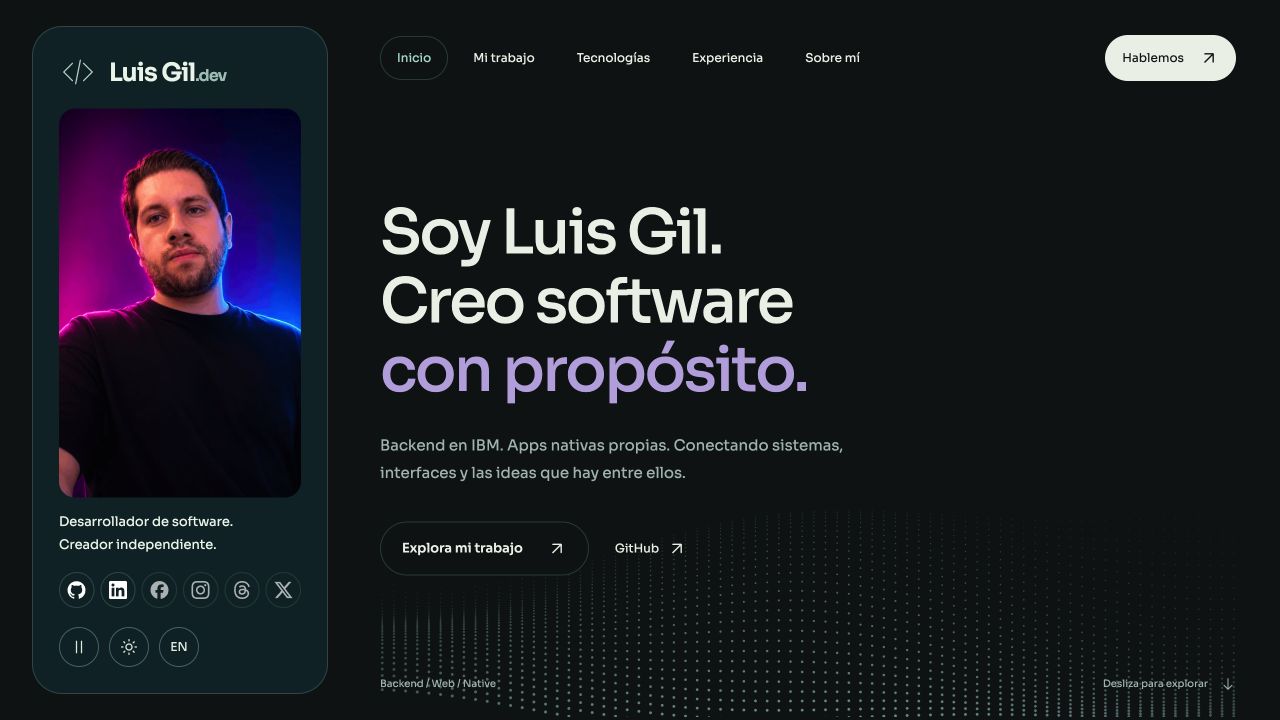 Luis Gil.dev
Desarrollador de software.
Creador independiente.
EN
Inicio
Mi trabajo
Tecnologías
Experiencia
Sobre mí
Hablemos
Soy Luis Gil.
Creo software
con propósito.
Backend en IBM. Apps nativas propias. Conectando sistemas,
interfaces y las ideas que hay entre ellos.
Explora mi trabajo
GitHub
Backend / Web / Native
Desliza para explorar